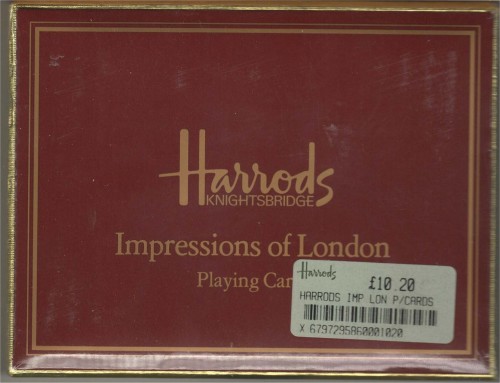 Harrods
KNIGHTSBRIDGE
Impressions of London
Playing Car
Harrods
£10.20
HARRODS IMP LON P/CARDS
X 6797295860001020